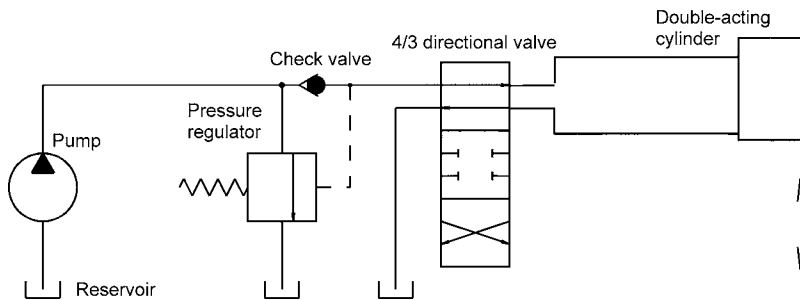 Double-acting
cylinder
4/3 directional valve
Check valve
Pressure
regulator
Pump
Reservoir